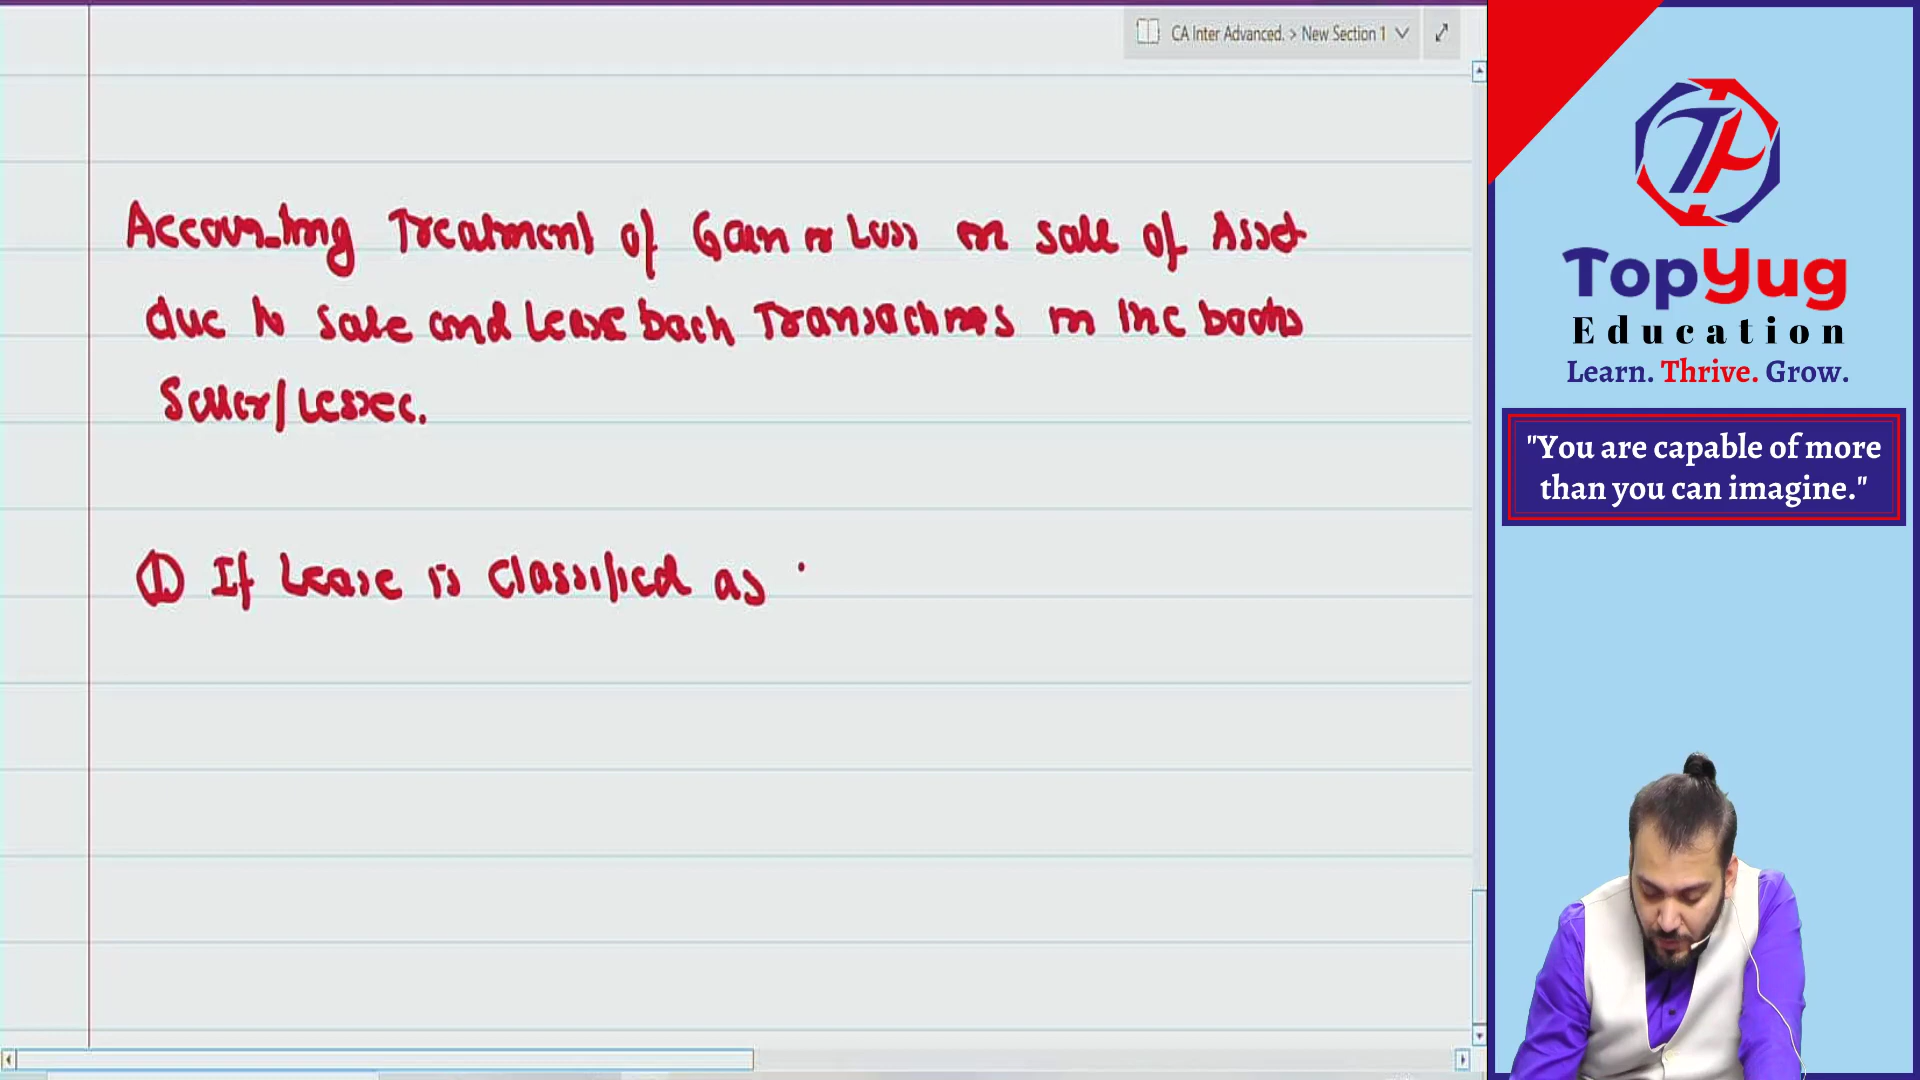 CA Inter Advanced. > New Section 1
Accounting Treatment of Gain or Loss on sale of Asset
due to Sale and Lease back Transactions in the books
Seller/Lessee.
① If Lease is classified as
TopYug
Education
Learn. Thrive. Grow.
"You are capable of more
than you can imagine."